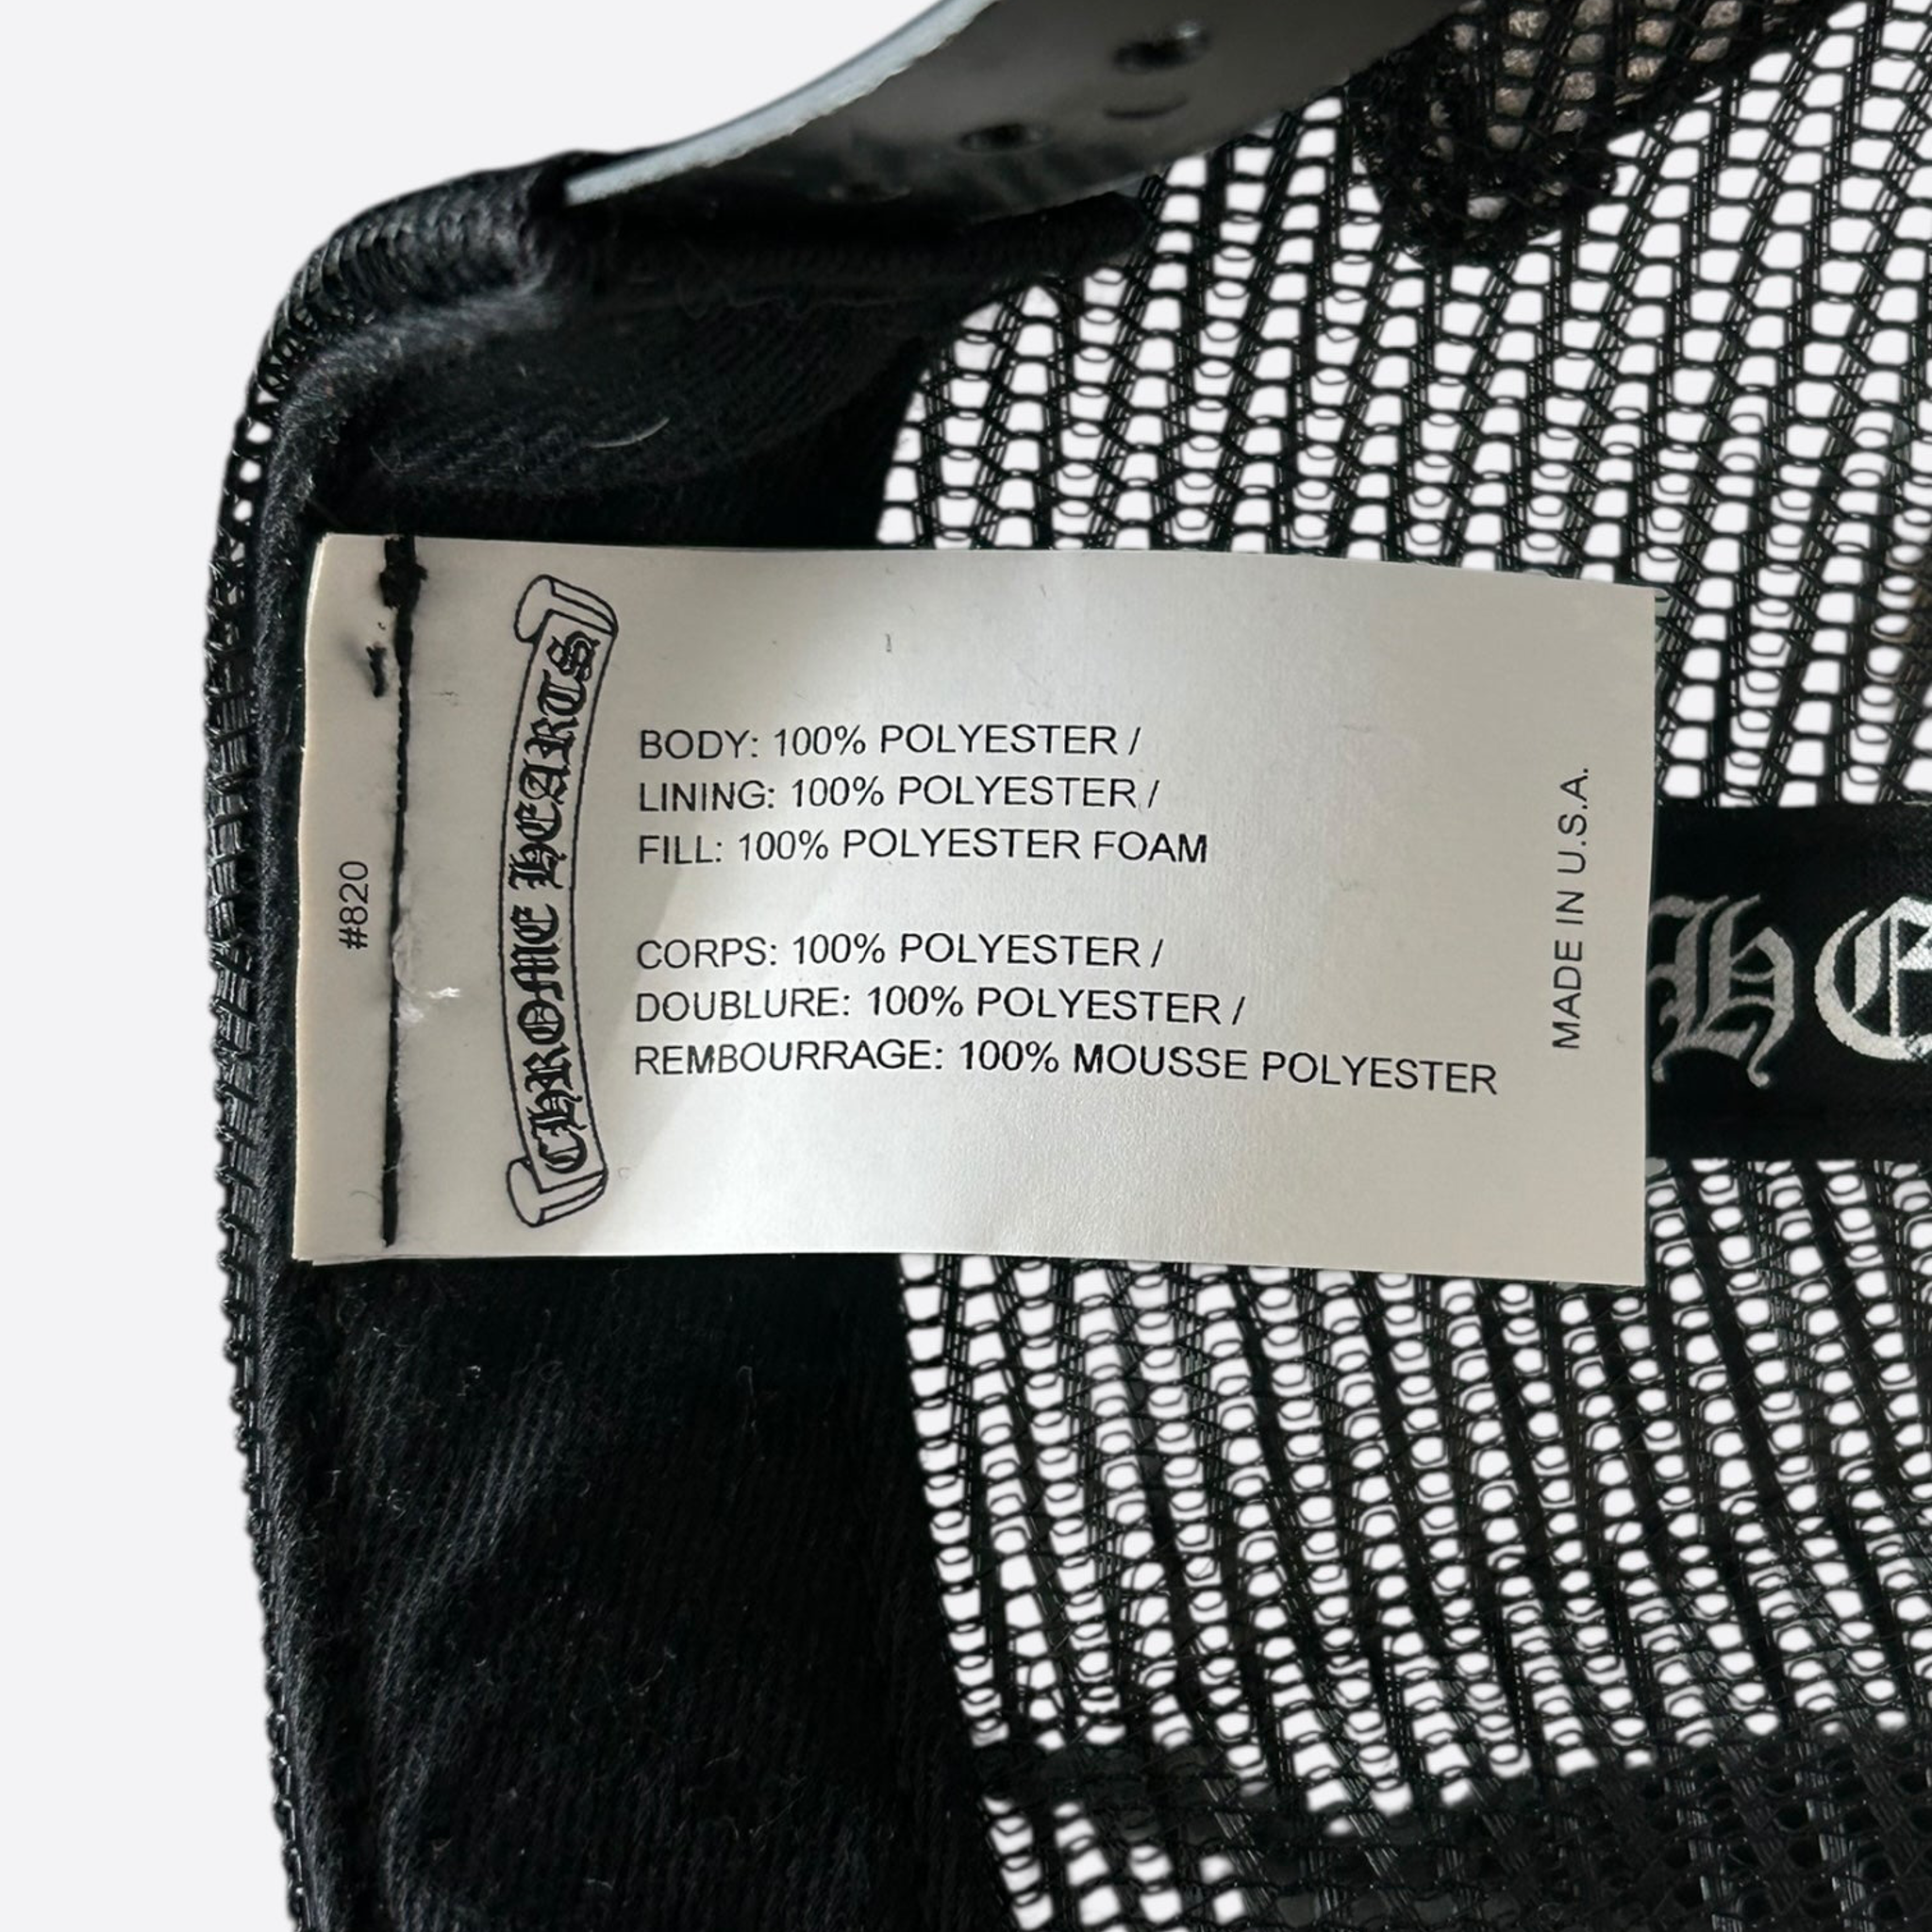 #820
CHROME HEARTS
BODY: 100% POLYESTER /
LINING: 100% POLYESTER /
FILL: 100% POLYESTER FOAM
CORPS: 100% POLYESTER /
DOUBLURE: 100% POLYESTER /
REMBOURRAGE: 100% MOUSSE POLYESTER
MADE IN U.S.A.
he